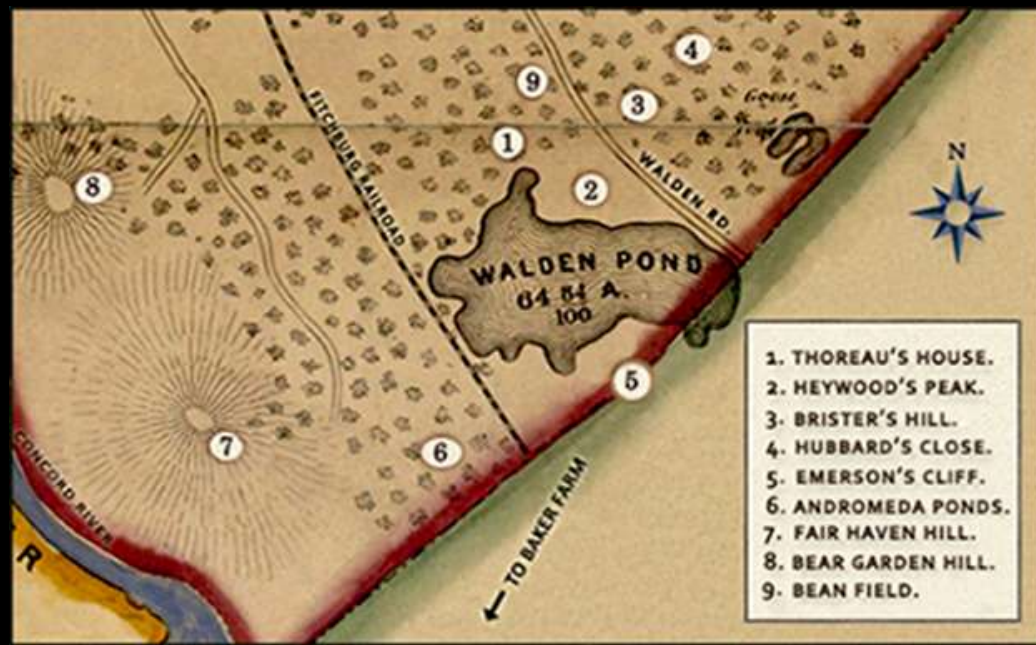 4
9
3
Goose
Pond
1
FITCHBURG RAILROAD
WALDEN RD.
8
2
N
WALDEN POND
64 84 A.
100
5
7
6
CONCORD RIVER
R
TO BAKER FARM
1. THOREAU'S HOUSE.
2. HEYWOOD'S PEAK.
3. BRISTER'S HILL.
4. HUBBARD'S CLOSE.
5. EMERSON'S CLIFF.
6. ANDROMEDA PONDS.
7. FAIR HAVEN HILL.
8. BEAR GARDEN HILL.
9. BEAN FIELD.